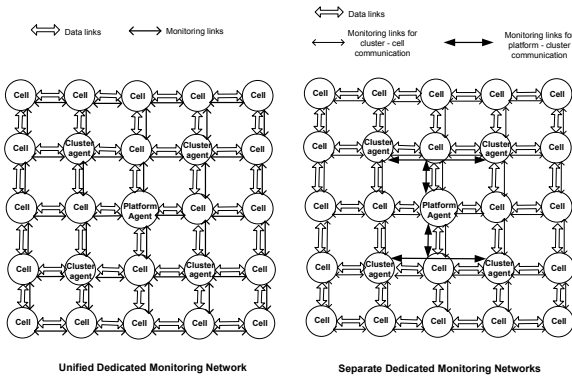 Data links
Monitoring links
Cell Cell Cell Cell Cell
Cell Cluster agent Cell Cluster agent Cell
Cell Cell Platform Agent Cell Cell
Cell Cluster agent Cell Cluster agent Cell
Cell Cell Cell Cell Cell
Unified Dedicated Monitoring Network
Data links
Monitoring links for
cluster - cell
communication
Monitoring links for
platform - cluster
communication
Cell Cell Cell Cell Cell
Cell Cluster agent Cell Cluster agent Cell
Cell Cell Platform Agent Cell Cell
Cell Cluster agent Cell Cluster agent Cell
Cell Cell Cell Cell Cell
Separate Dedicated Monitoring Networks